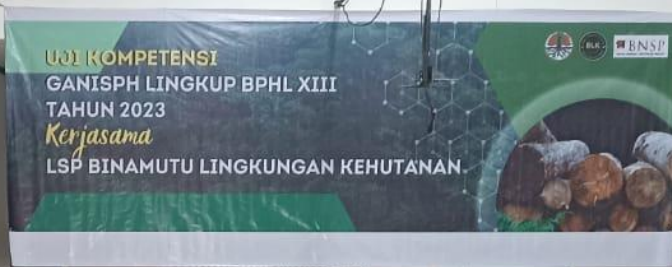 UJI KOMPETENSI
GANISPH LINGKUP BPHL XIII
TAHUN 2023
Kerjasama
LSP BINAMUTU LINGKUNGAN KEHUTANAN
BLK
BNSP